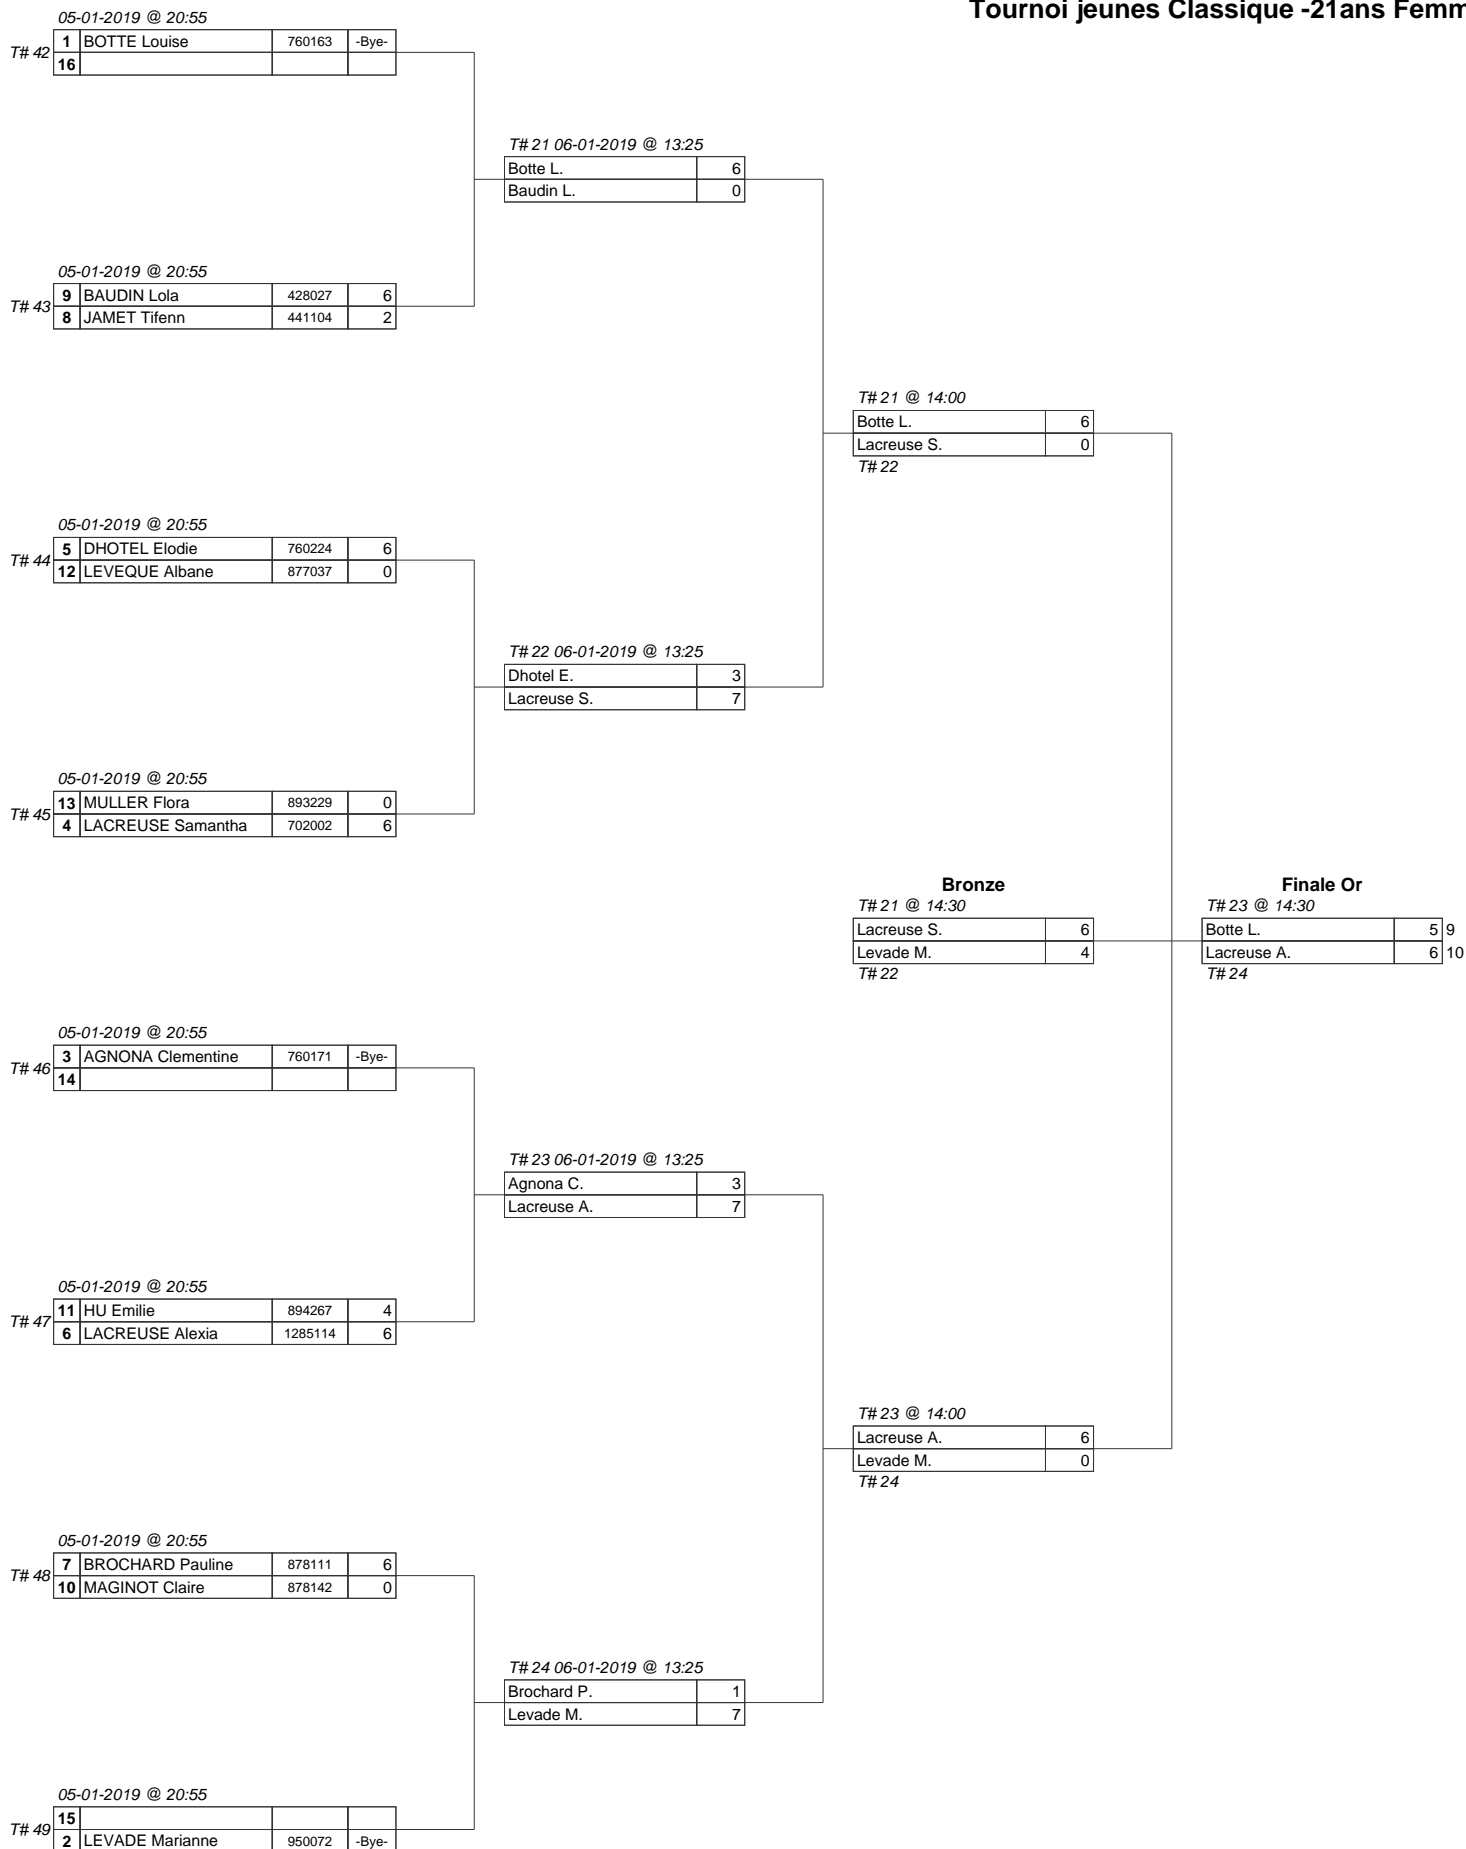 Tournoi jeunes Classique -21ans Femm
05-01-2019 @ 20:55
T# 42
1 BOTTE Louise 760163 -Bye-
16
T# 21 06-01-2019 @ 13:25
Botte L. 6
Baudin L. 0
05-01-2019 @ 20:55
T# 43
9 BAUDIN Lola 428027 6
8 JAMET Tifenn 441104 2
T# 21 @ 14:00
Botte L. 6
Lacreuse S. 0
T# 22
05-01-2019 @ 20:55
T# 44
5 DHOTEL Elodie 760224 6
12 LEVEQUE Albane 877037 0
T# 22 06-01-2019 @ 13:25
Dhotel E. 3
Lacreuse S. 7
05-01-2019 @ 20:55
T# 45
13 MULLER Flora 893229 0
4 LACREUSE Samantha 702002 6
Bronze
T# 21 @ 14:30
Lacreuse S. 6
Levade M. 4
T# 22
Finale Or
T# 23 @ 14:30
Botte L. 5 9
Lacreuse A. 6 10
T# 24
05-01-2019 @ 20:55
T# 46
3 AGNONA Clementine 760171 -Bye-
14
T# 23 06-01-2019 @ 13:25
Agnona C. 3
Lacreuse A. 7
05-01-2019 @ 20:55
T# 47
11 HU Emilie 894267 4
6 LACREUSE Alexia 1285114 6
T# 23 @ 14:00
Lacreuse A. 6
Levade M. 0
T# 24
05-01-2019 @ 20:55
T# 48
7 BROCHARD Pauline 878111 6
10 MAGINOT Claire 878142 0
T# 24 06-01-2019 @ 13:25
Brochard P. 1
Levade M. 7
05-01-2019 @ 20:55
T# 49
15
2 LEVADE Marianne 950072 -Bye-